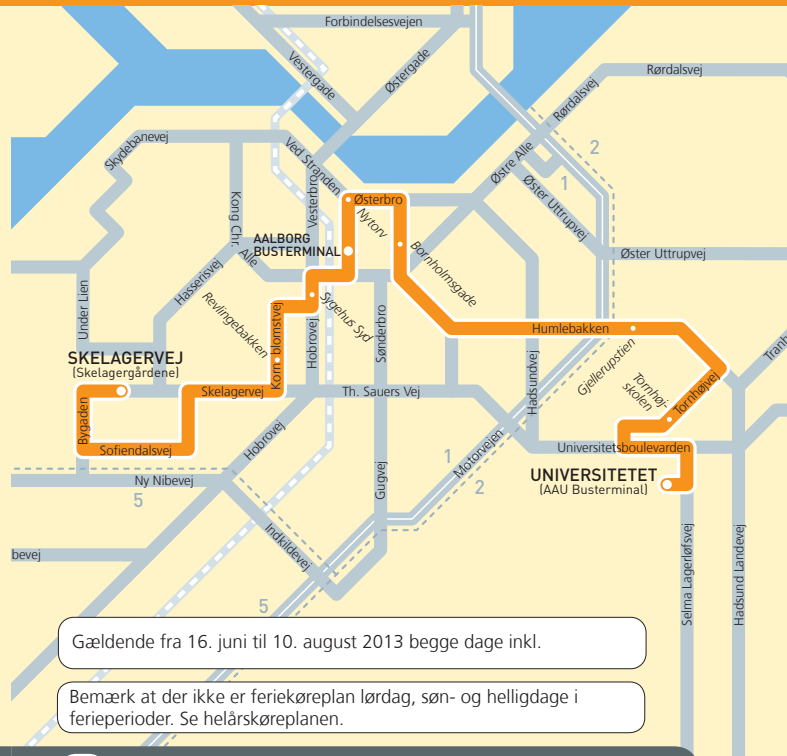 Forbindelsesvejen
Vestergade
Østergade
Rørdalsvej
Rørdalsvej
Skydebanevej
Ved Stranden
Østre Alle
2
1
Øster Uttrupvej
Kong Chr.
Alle
Vesterbro
Østerbro
Nytorv
AALBORG
BUSTERMINAL
Bornholmsgade
Øster Uttrupvej
Hasserisvej
Under Lien
Revlingebakken
Korn-
blomstvej
Sygehus Syd
Hobrovej
Sønderbro
Humlebakken
Hadsundvej
Gjellerupstien
Tranh
SKELAGERVEJ
(Skelagergårdene)
Skelagervej
Th. Sauers Vej
Tornhøj-
skolen
Tornhøjvej
Bygaden
Sofiendalsvej
Hobrovej
Universitetsboulevarden
1
Motorvejen
2
UNIVERSITETET
(AAU Busterminal)
Ny Nibevej
5
Gugvej
Indkildevej
bevej
Selma Lagerløfsvej
Hadsund Landevej
5
Gældende fra 16. juni til 10. august 2013 begge dage inkl.
Bemærk at der ikke er feriekøreplan lørdag, søn- og helligdage i
ferieperioder. Se helårskøreplanen.